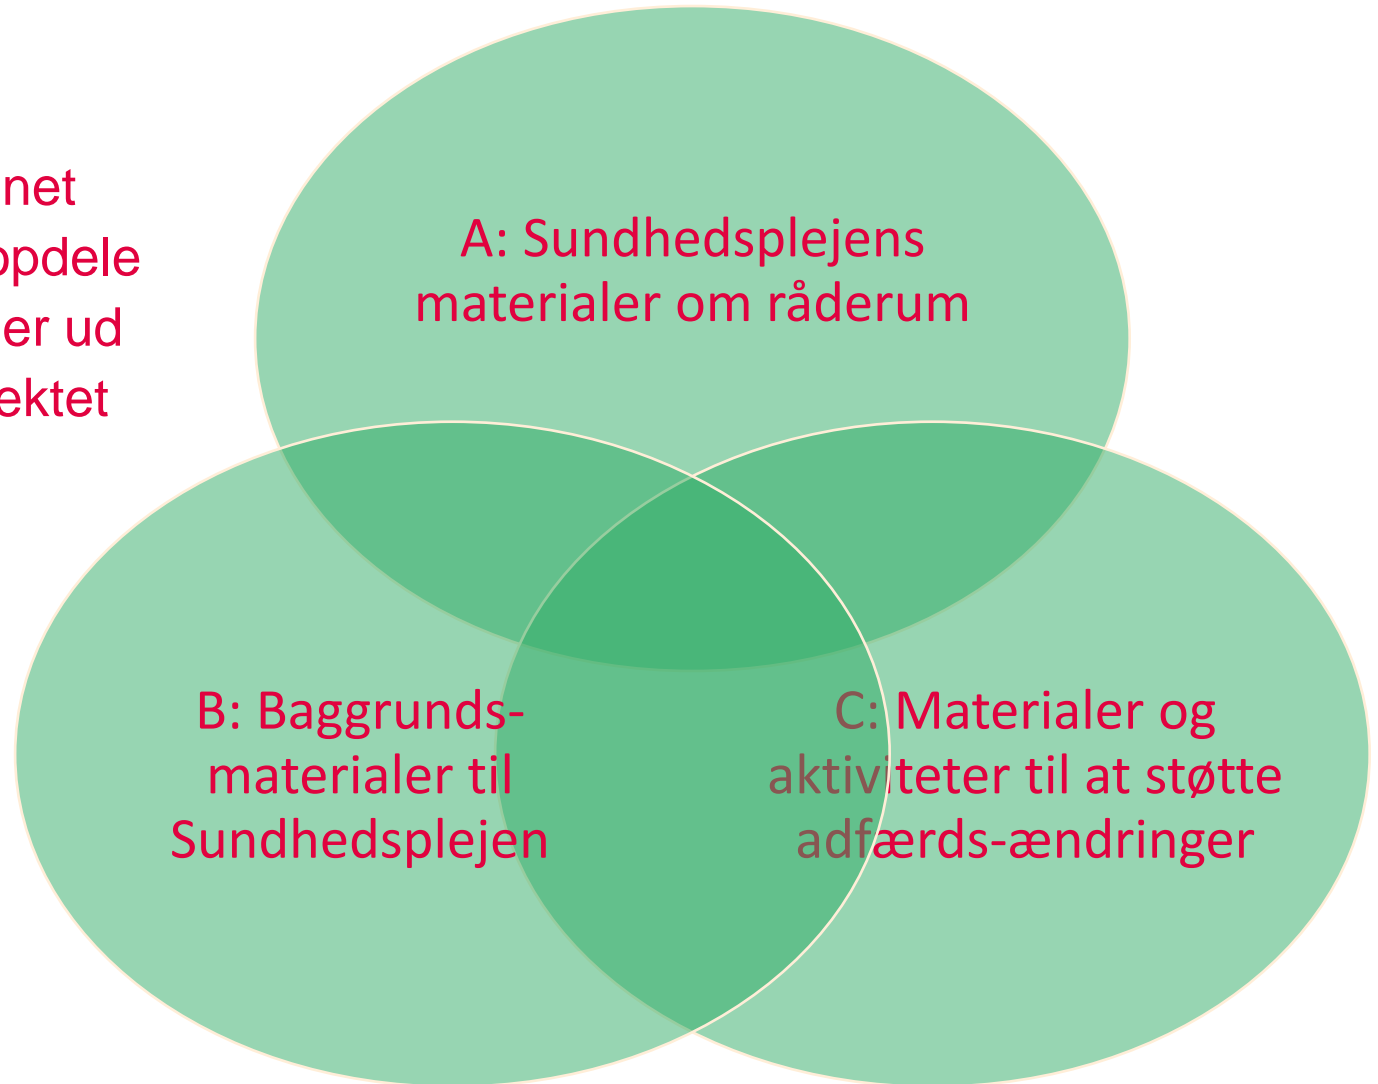 net
opdele
er ud
ektet
A: Sundhedsplejens
materialer om råderum
B: Baggrunds-
materialer til
Sundhedsplejen
C: Materialer og
aktiviteter til at støtte
adfærds-ændringer